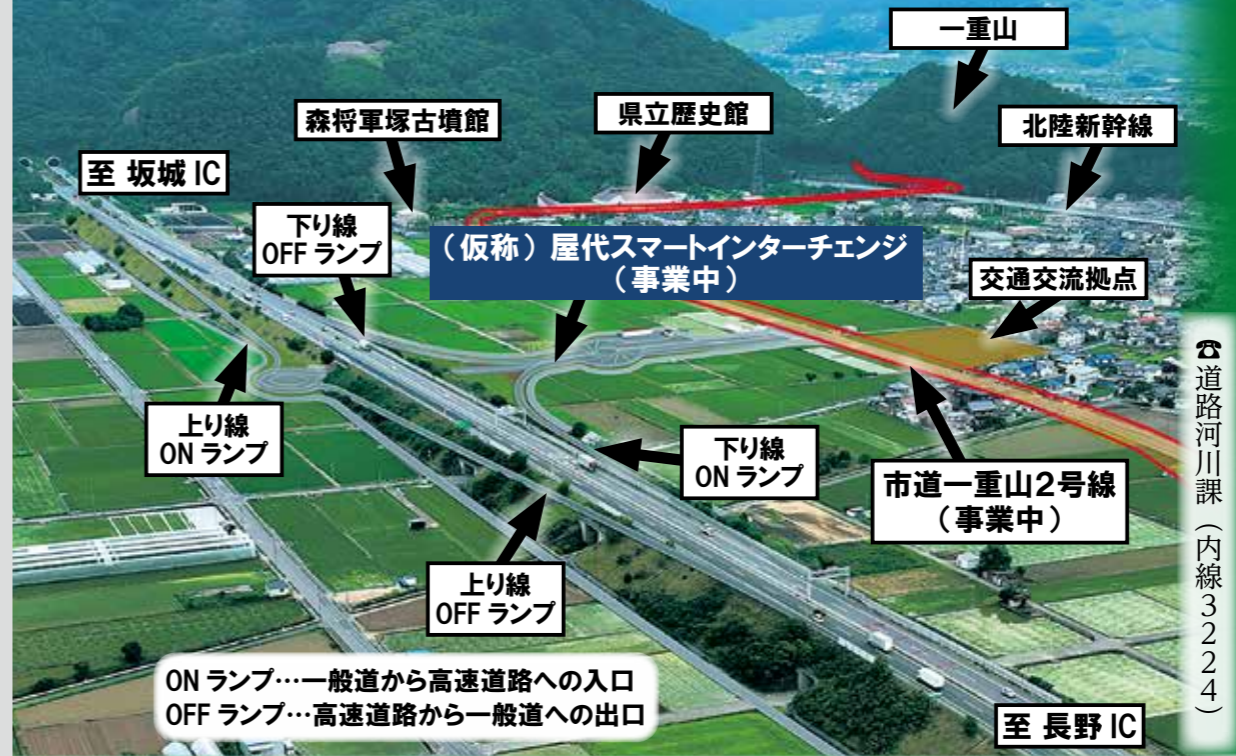 一重山
森将軍塚古墳館
県立歴史館
北陸新幹線
至 坂城 IC
下り線
OFF ランプ
（仮称）屋代スマートインターチェンジ
（事業中）
交通交流拠点
上り線
ON ランプ
下り線
ON ランプ
市道一重山2号線
（事業中）
上り線
OFF ランプ
ON ランプ…一般道から高速道路への入口
OFF ランプ…高速道路から一般道への出口
至 長野 IC
☎道路河川課（内線3224）